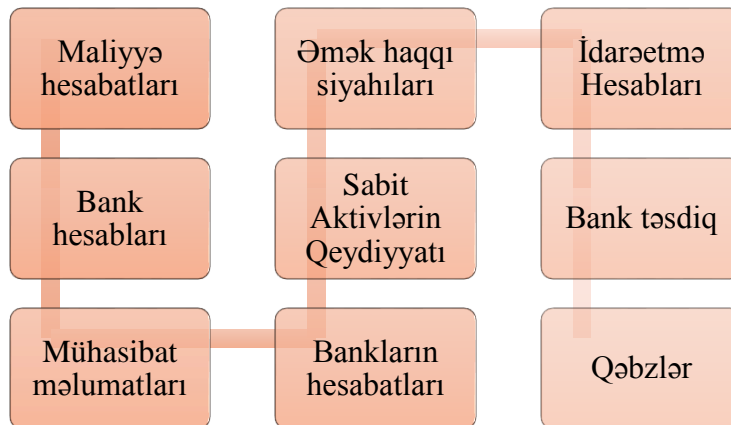 Maliyyə
hesabatları
Bank
hesabları
Mühasibat
məlumatları
Bankların
hesabatları
Sabit
Aktivlərin
Qeydiyyatı
Əmək haqqı
siyahıları
İdarəetmə
Hesabları
Bank təsdiq
Qəbzlər